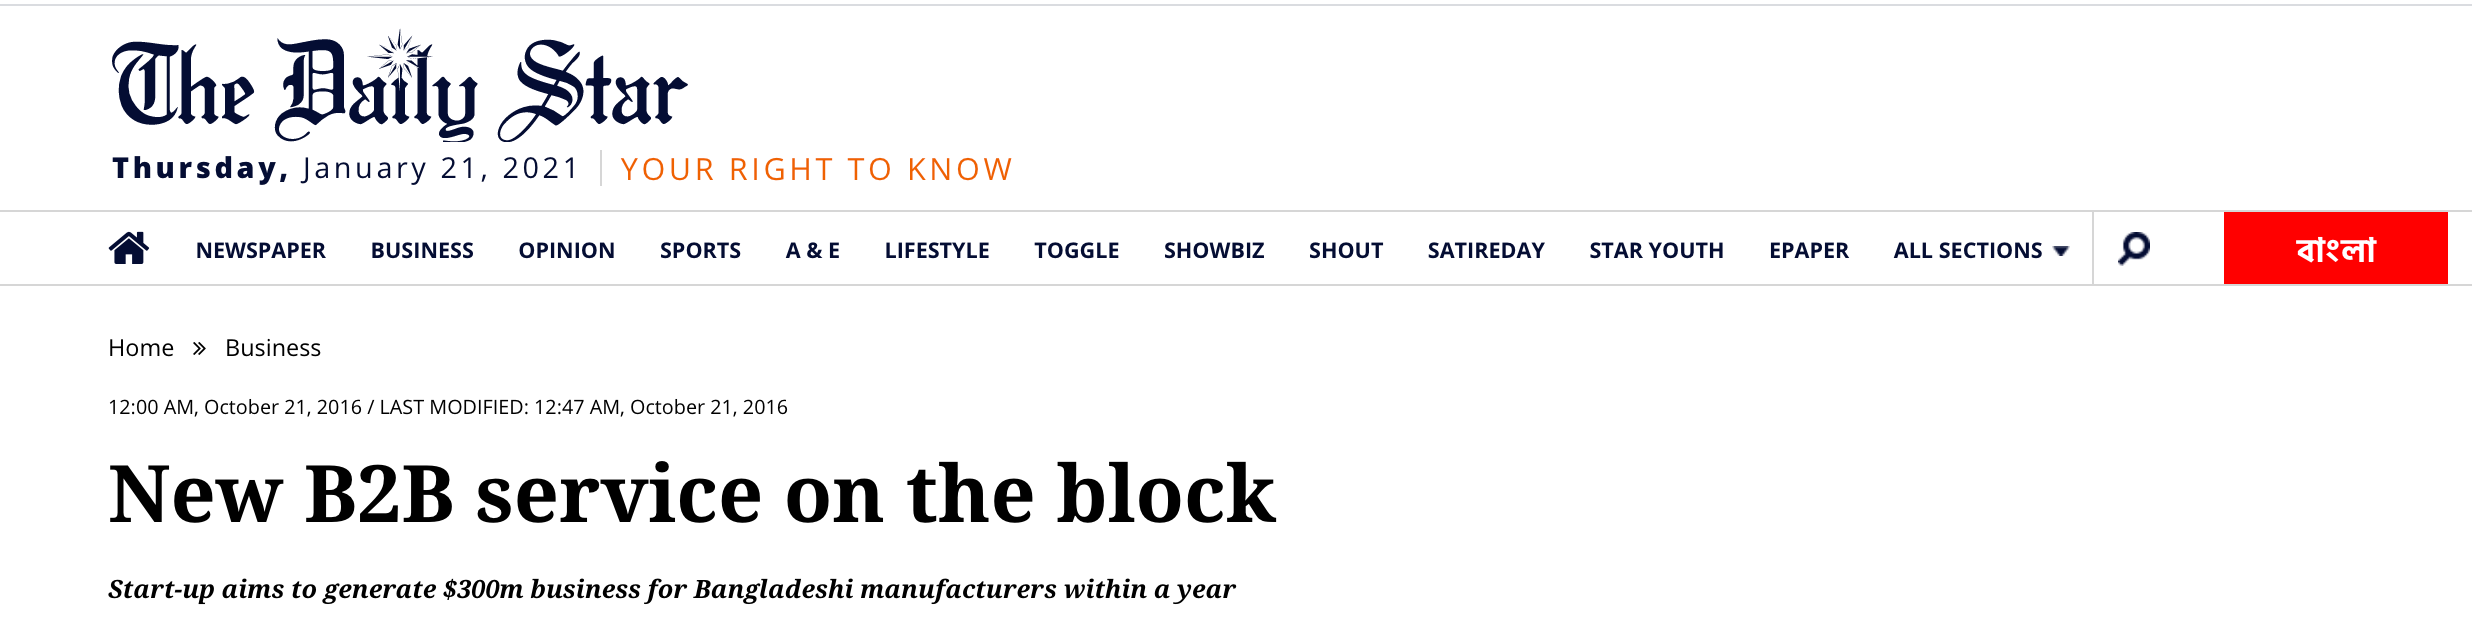 The Daily Star
Thursday, January 21, 2021 YOUR RIGHT TO KNOW
NEWSPAPER BUSINESS OPINION SPORTS A & E LIFESTYLE TOGGLE SHOWBIZ SHOUT SATIREDAY STAR YOUTH EPAPER ALL SECTIONS বাংলা
Home » Business
12:00 AM, October 21, 2016 / LAST MODIFIED: 12:47 AM, October 21, 2016
New B2B service on the block
Start-up aims to generate $300m business for Bangladeshi manufacturers within a year